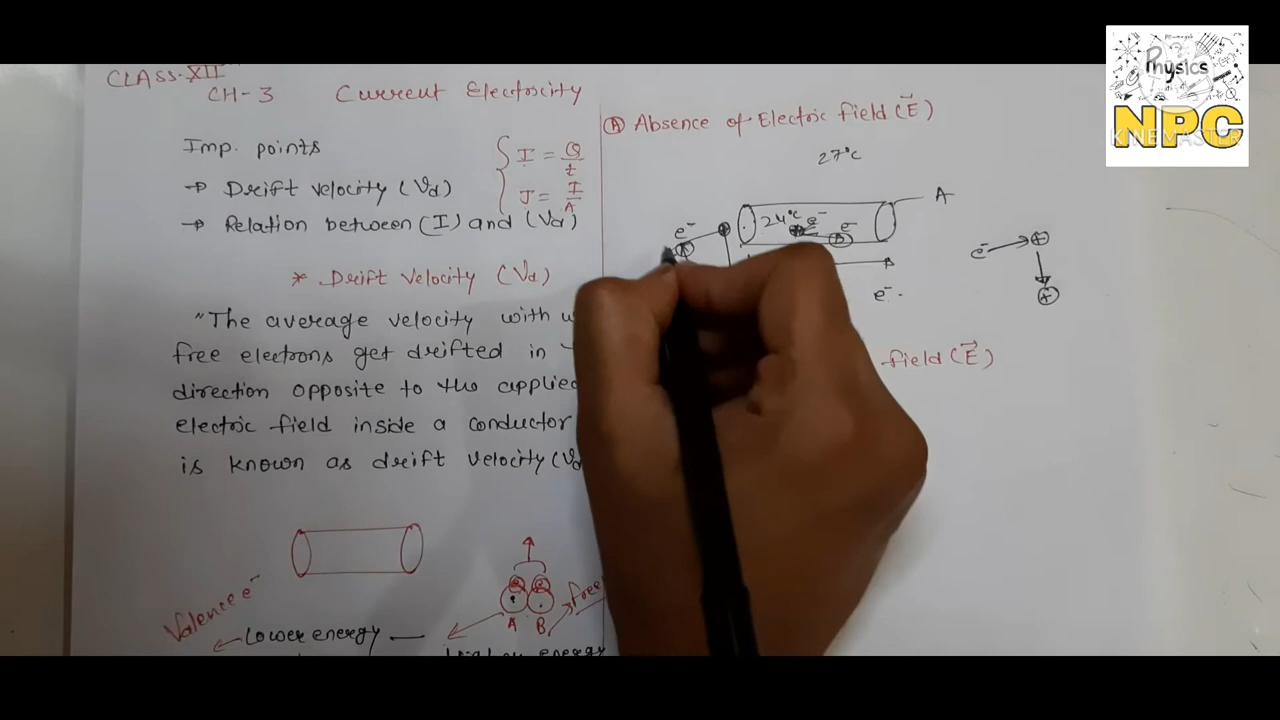 CLASS-XII
CH-3 Current Electricity
Imp. points
→ Drift velocity (Vd)
→ Relation between (I) and (Vd)
I = Q/t
J = I/A
* Drift Velocity (Vd)
"The average velocity with
free electrons get drifted in
direction opposite to the applied
electric field inside a conductor
is known as drift velocity (Vd
Valence e⁻
Lower energy
A B
free
energy
(A) Absence of Electric field (E⃗)
27°C
24°C e⁻ e⁻
A
e⁻
e⁻
e⁻
field (E⃗)
Physics
NPC
KINEMASTER